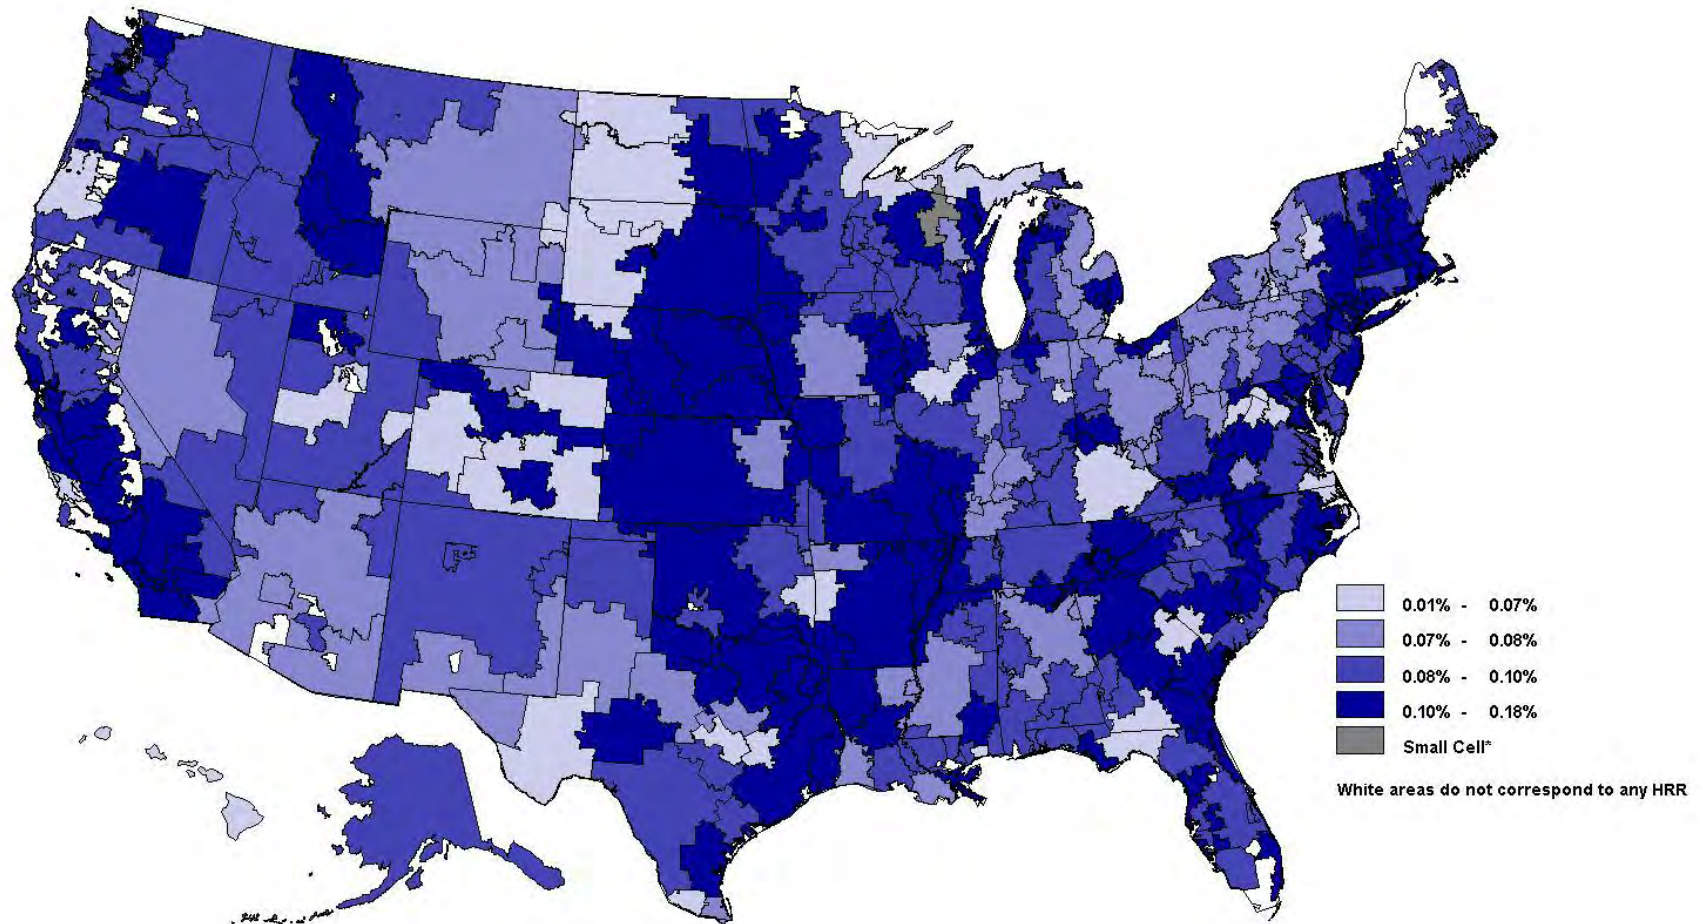 0.01% - 0.07%
0.07% - 0.08%
0.08% - 0.10%
0.10% - 0.18%
Small Cell*
White areas do not correspond to any HRR